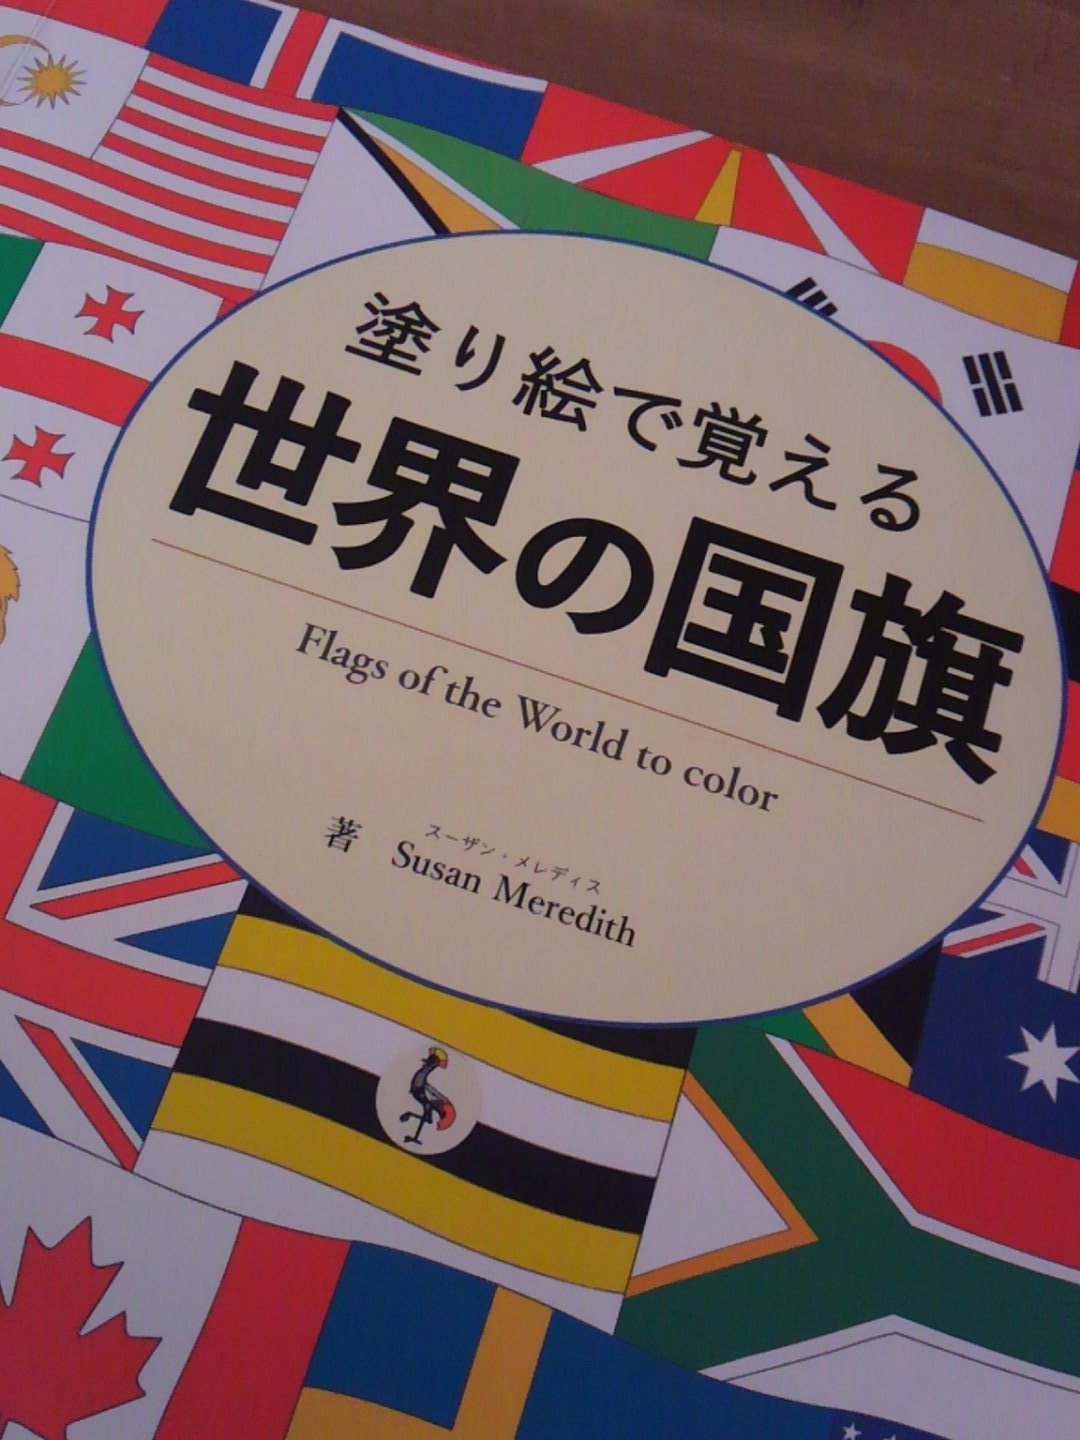 塗り絵で覚える
世界の国旗
Flags of the World to color
スーザン・メレディス
著 Susan Meredith